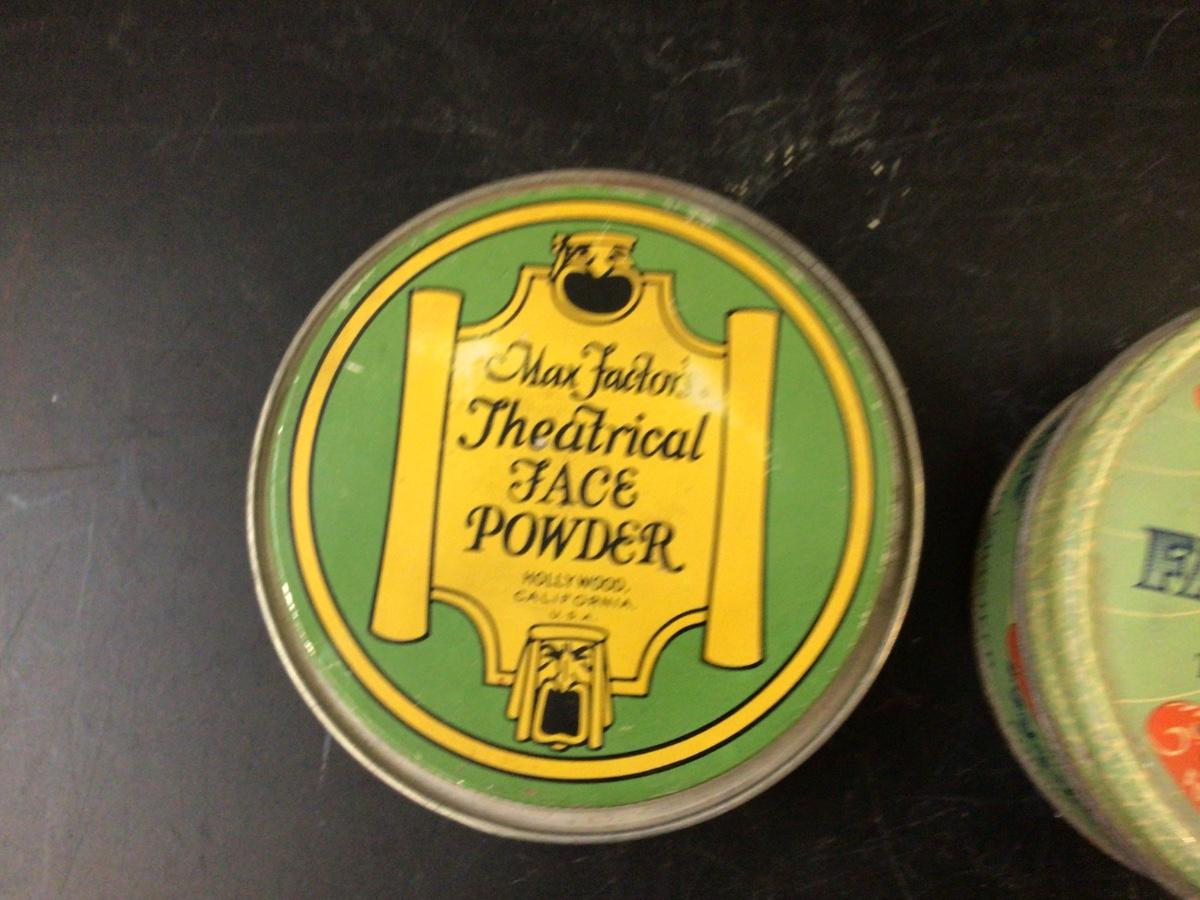 Max Factor's
Theatrical
FACE
POWDER
HOLLYWOOD,
CALIFORNIA,
U.S.A.